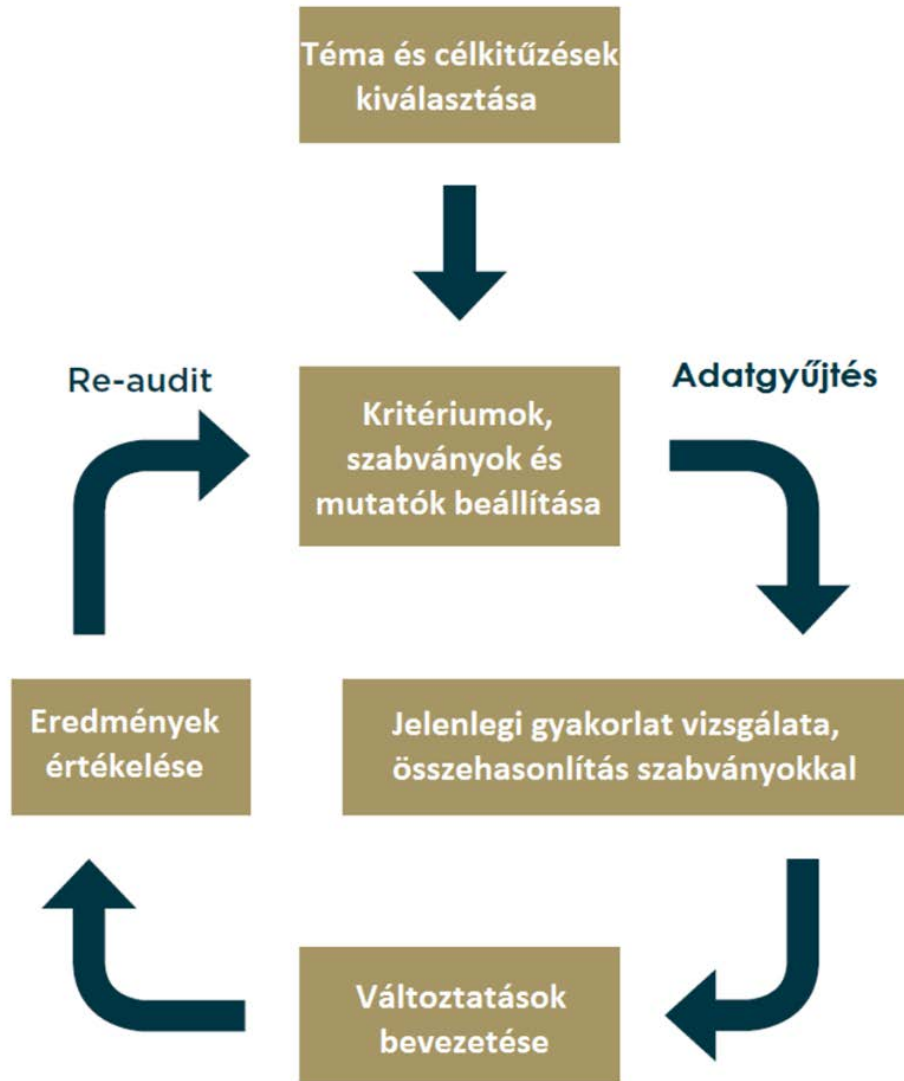 Téma és célkitűzések
kiválasztása
Re-audit
Adatgyűjtés
Kritériumok,
szabványok és
mutatók beállítása
Eredmények
értékelése
Jelenlegi gyakorlat vizsgálata,
összehasonlítás szabványokkal
Változtatások
bevezetése